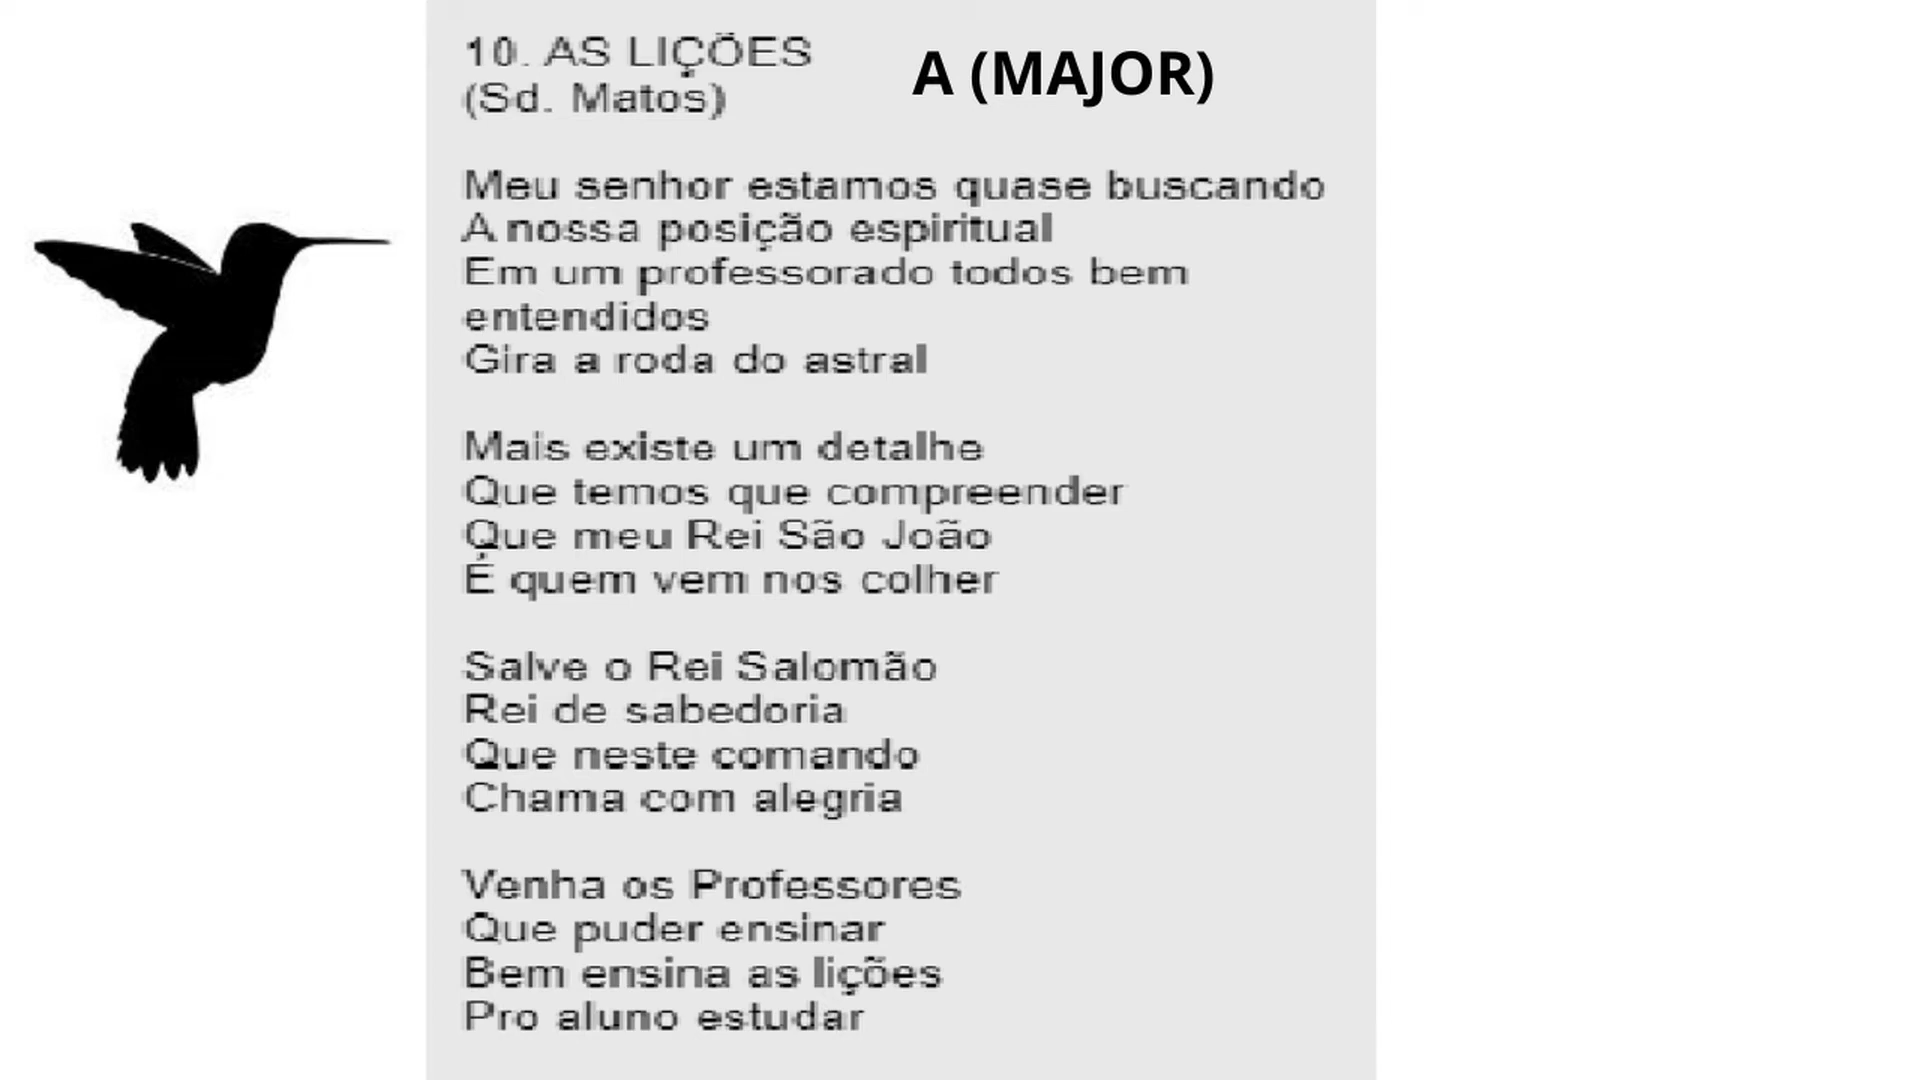 10. AS LIÇÕES
A (MAJOR)
(Sd. Matos)
Meu senhor estamos quase buscando
A nossa posição espiritual
Em um professorado todos bem
entendidos
Gira a roda do astral
Mais existe um detalhe
Que temos que compreender
Que meu Rei São João
É quem vem nos colher
Salve o Rei Salomão
Rei de sabedoria
Que neste comando
Chama com alegria
Venha os Professores
Que puder ensinar
Bem ensina as lições
Pro aluno estudar